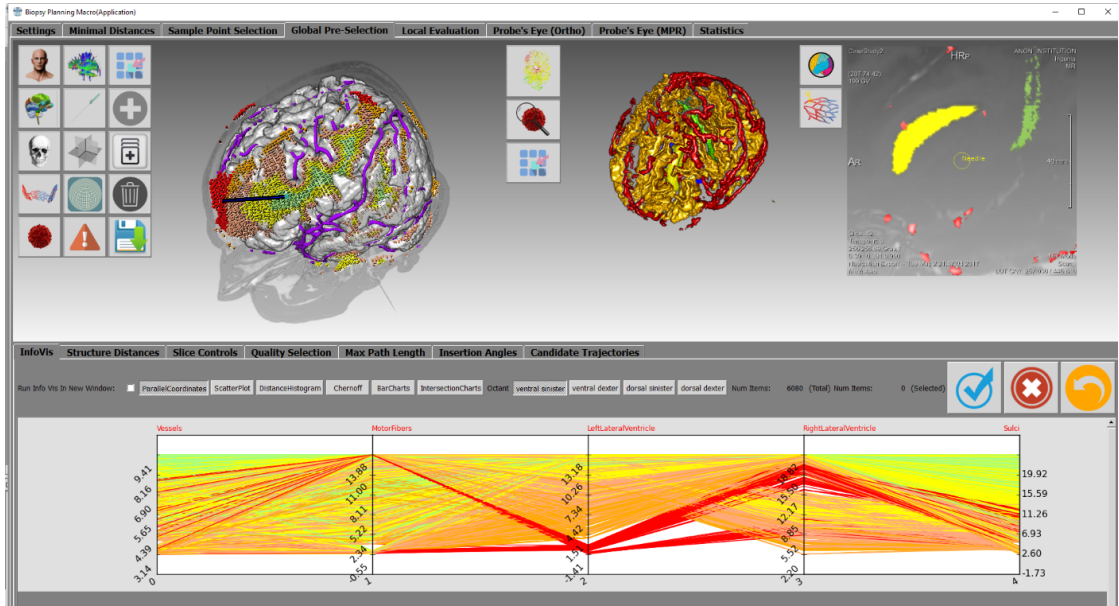 Biopsy Planning Macro(Application)
Settings Minimal Distances Sample Point Selection Global Pre-Selection Local Evaluation Probe's Eye (Ortho) Probe's Eye (MPR) Statistics
HRP
ANON_INSTITUTION
MR
AR
Needle
InfoVis Structure Distances Slice Controls Quality Selection Max Path Length Insertion Angles Candidate Trajectories
Run Info Vis In New Window: ParallelCoordinates ScatterPlot DistanceHistogram Chernoff BarCharts IntersectionCharts Octant ventral sinister ventral dexter dorsal sinister dorsal dexter Num Items: 6080 (Total) Num Items: 0 (Selected)
Vessels MotorFibers LeftLateralVentricle RightLateralVentricle Sulci
9.41 13.88 13.18 19.92
8.16 11.00 10.26 15.50 15.59
6.90 8.11 7.34 12.17 11.26
5.65 5.22 4.42 8.85 6.93
4.39 2.34 1.51 5.52 2.60
3.14 -0.55 -1.41 2.20 -1.73
0 1 2 3 4